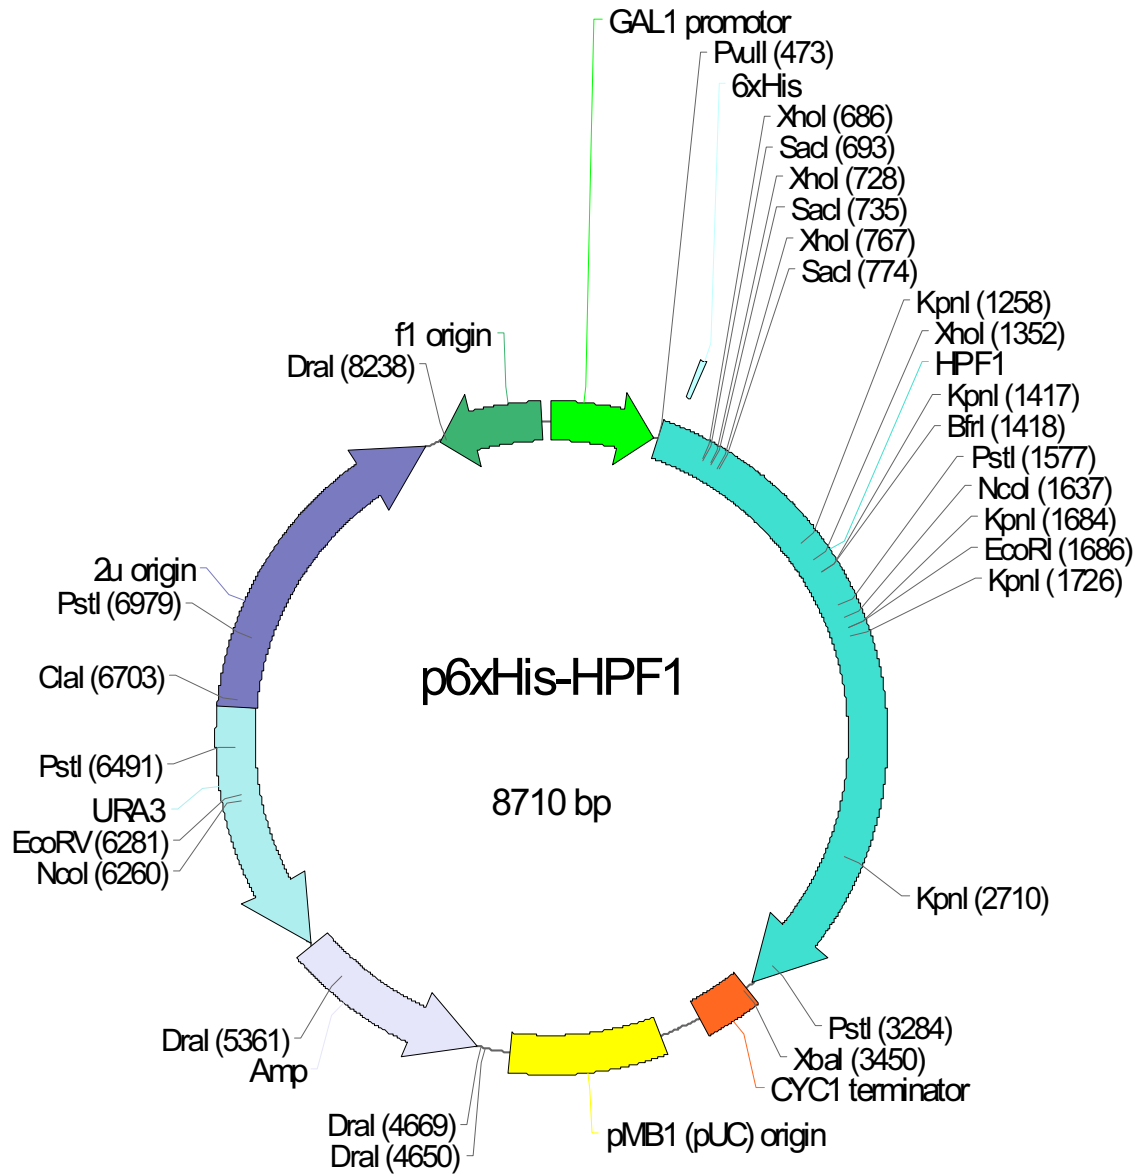 GAL1 promotor
PvuII (473)
6xHis
XhoI (686)
SacI (693)
XhoI (728)
SacI (735)
XhoI (767)
SacI (774)
KpnI (1258)
XhoI (1352)
HPF1
KpnI (1417)
BfrI (1418)
PstI (1577)
NcoI (1637)
KpnI (1684)
EcoRI (1686)
KpnI (1726)
f1 origin
DraI (8238)
2u origin
PstI (6979)
ClaI (6703)
p6xHis-HPF1
PstI (6491)
8710 bp
URA3
EcoRV (6281)
NcoI (6260)
KpnI (2710)
DraI (5361)
Amp
PstI (3284)
XbaI (3450)
CYC1 terminator
DraI (4669)
DraI (4650)
pMB1 (pUC) origin